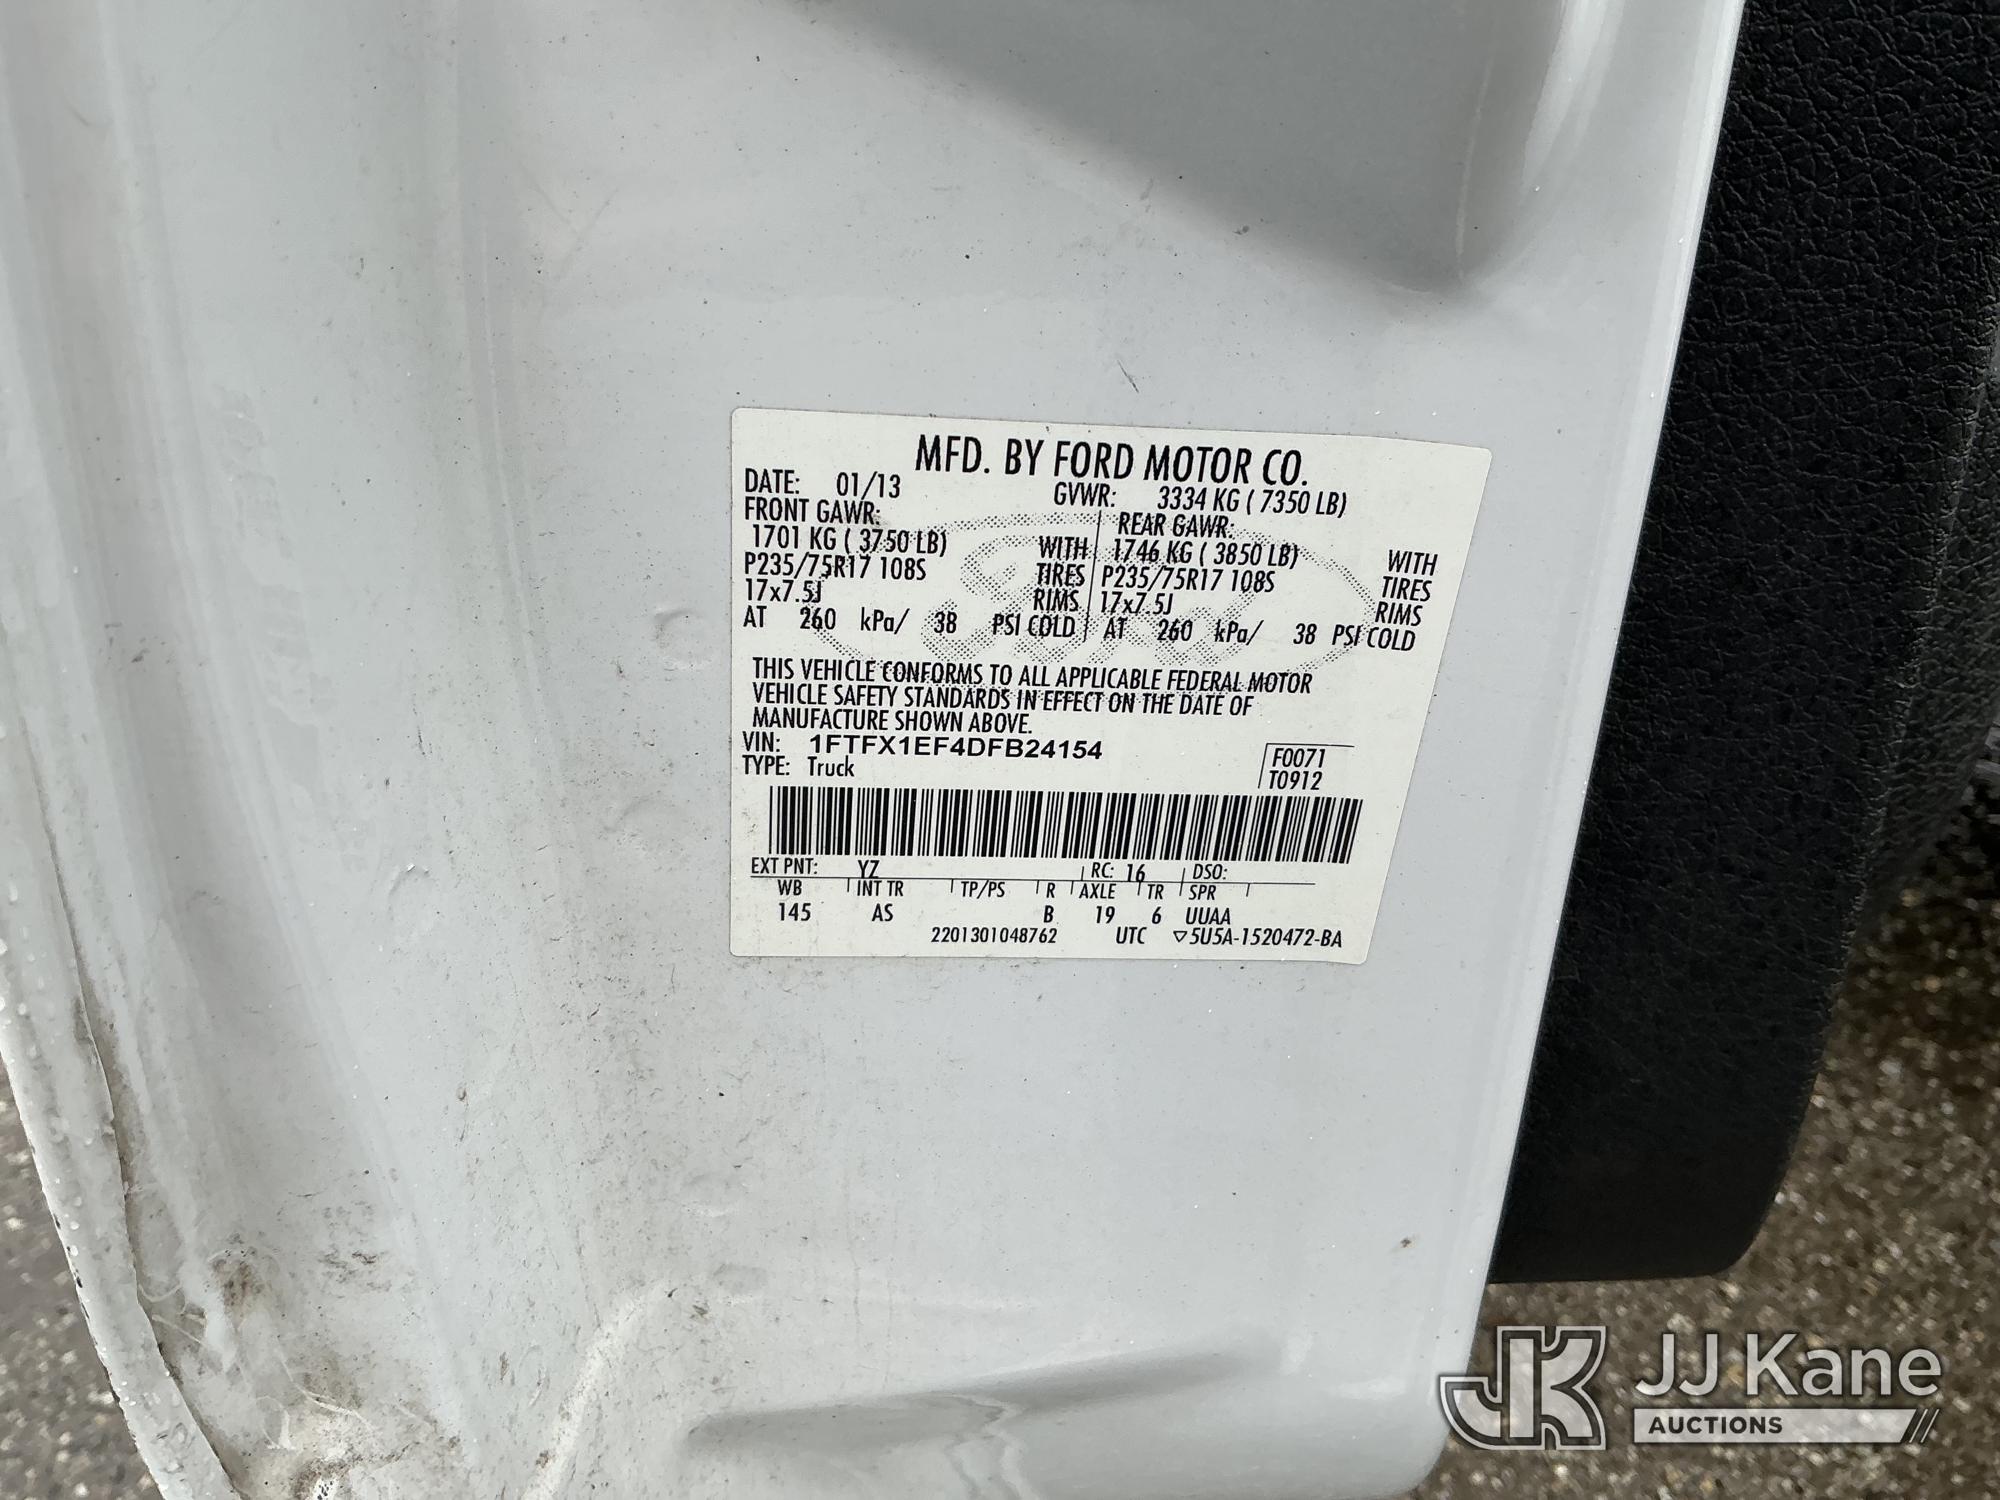 MFD. BY FORD MOTOR CO.
DATE: 01/13 GVWR: 3334 KG ( 7350 LB)
FRONT GAWR: REAR GAWR:
1701 KG ( 3750 LB) WITH 1746 KG ( 3850 LB) WITH
P235/75R17 108S TIRES P235/75R17 108S TIRES
17x7.5J RIMS 17x7.5J RIMS
AT 260 kPa/ 38 PSI COLD AT 260 kPa/ 38 PSI COLD
Ford
THIS VEHICLE CONFORMS TO ALL APPLICABLE FEDERAL MOTOR
VEHICLE SAFETY STANDARDS IN EFFECT ON THE DATE OF
MANUFACTURE SHOWN ABOVE.
VIN: 1FTFX1EF4DFB24154 F0071
TYPE: Truck T0912
EXT PNT: YZ RC: 16 DSO:
WB INT TR TP/PS R AXLE TR SPR
145 AS B 19 6 UUAA
2201301048762 UTC ▽5U5A-1520472-BA
JK JJ Kane
AUCTIONS